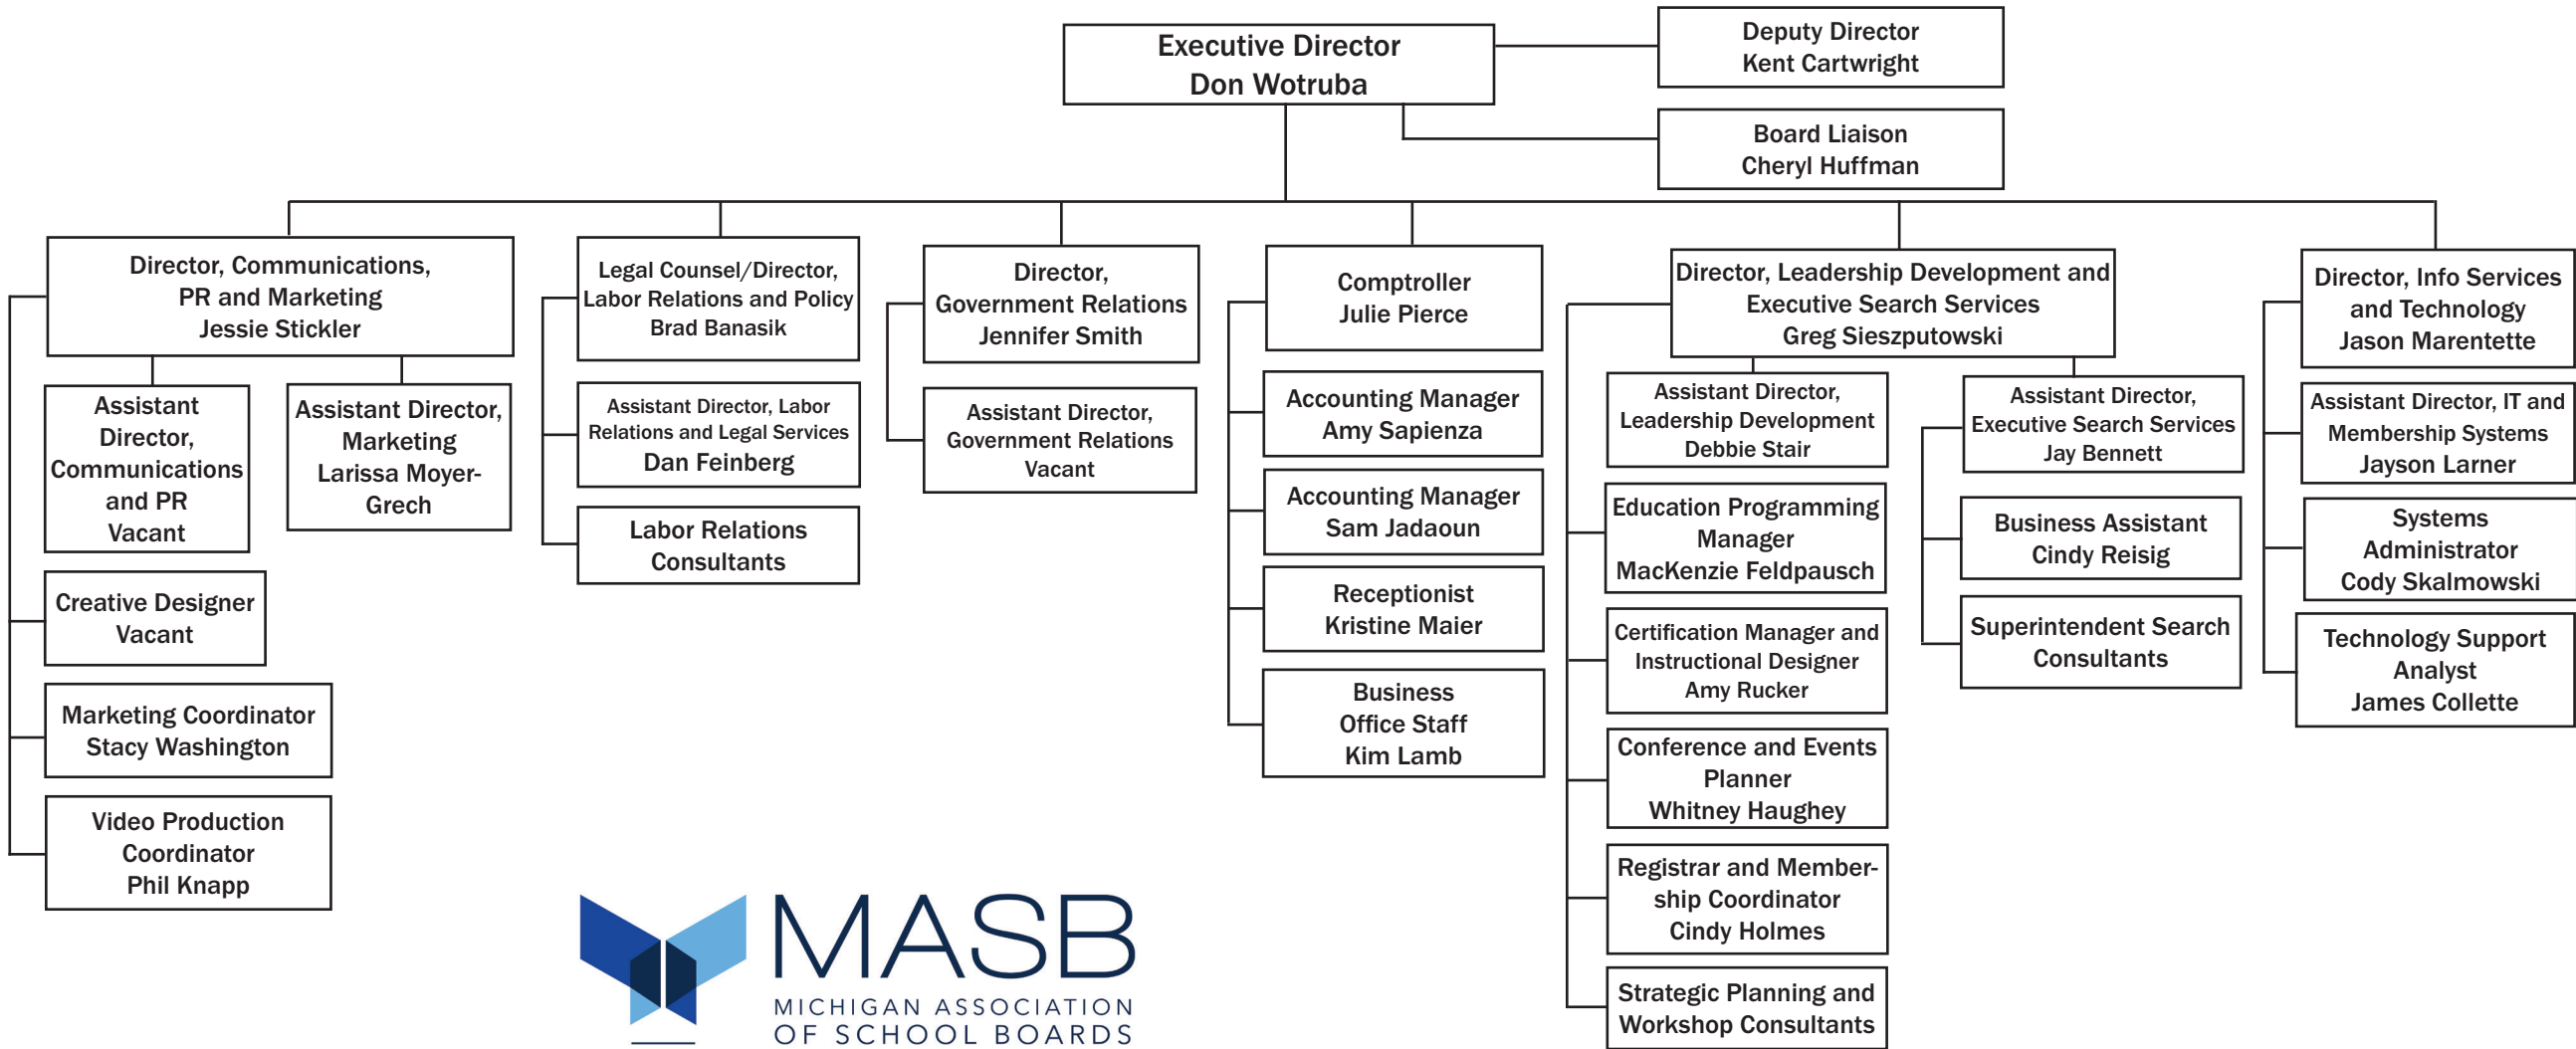 Executive Director
Don Wotruba
Deputy Director
Kent Cartwright
Board Liaison
Cheryl Huffman
Director, Communications,
PR and Marketing
Jessie Stickler
Assistant
Director,
Communications
and PR
Vacant
Assistant Director,
Marketing
Larissa Moyer-
Grech
Creative Designer
Vacant
Marketing Coordinator
Stacy Washington
Video Production
Coordinator
Phil Knapp
Legal Counsel/Director,
Labor Relations and Policy
Brad Banasik
Assistant Director, Labor
Relations and Legal Services
Dan Feinberg
Labor Relations
Consultants
Director,
Government Relations
Jennifer Smith
Assistant Director,
Government Relations
Vacant
Comptroller
Julie Pierce
Accounting Manager
Amy Sapienza
Accounting Manager
Sam Jadaoun
Receptionist
Kristine Maier
Business
Office Staff
Kim Lamb
Director, Leadership Development and
Executive Search Services
Greg Sieszputowski
Assistant Director,
Leadership Development
Debbie Stair
Education Programming
Manager
MacKenzie Feldpausch
Certification Manager and
Instructional Designer
Amy Rucker
Conference and Events
Planner
Whitney Haughey
Registrar and Member-
ship Coordinator
Cindy Holmes
Strategic Planning and
Workshop Consultants
Assistant Director,
Executive Search Services
Jay Bennett
Business Assistant
Cindy Reisig
Superintendent Search
Consultants
Director, Info Services
and Technology
Jason Marentette
Assistant Director, IT and
Membership Systems
Jayson Larner
Systems
Administrator
Cody Skalmowski
Technology Support
Analyst
James Collette
MASB
MICHIGAN ASSOCIATION
OF SCHOOL BOARDS